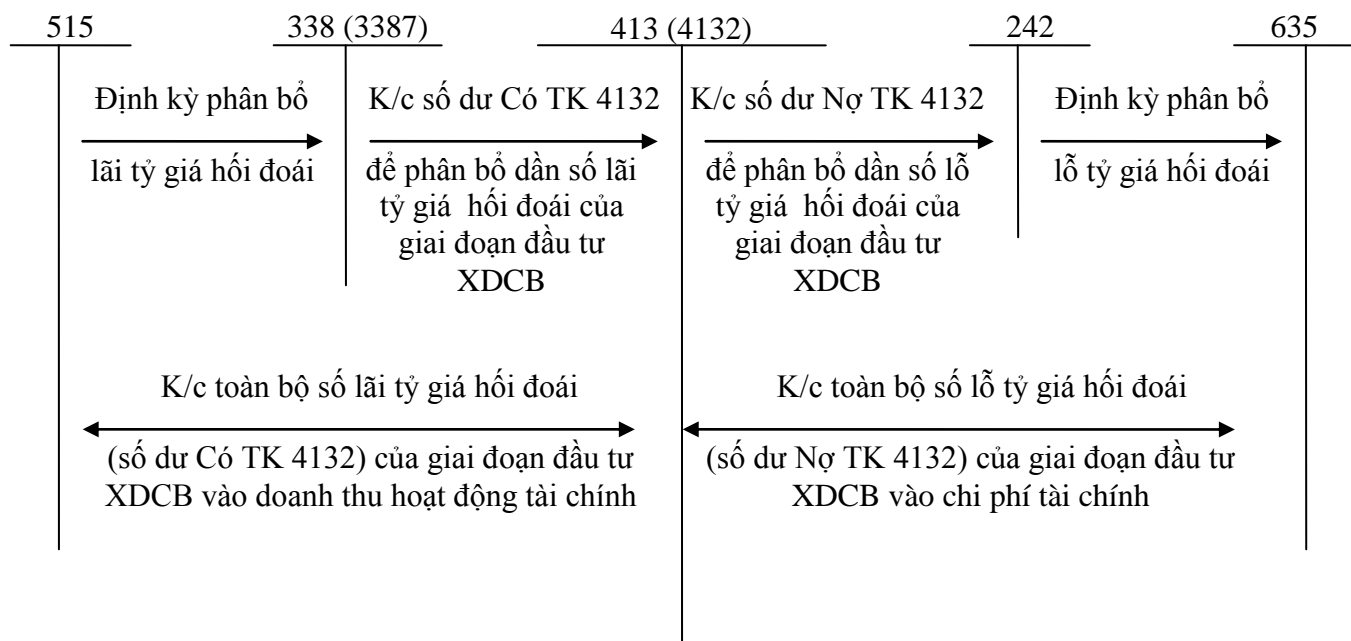 515
338 (3387)
413 (4132)
242
635
Định kỳ phân bổ
lãi tỷ giá hối đoái
K/c số dư Có TK 4132
để phân bổ dần số lãi
tỷ giá hối đoái của
giai đoạn đầu tư
XDCB
K/c số dư Nợ TK 4132
để phân bổ dần số lỗ
tỷ giá hối đoái của
giai đoạn đầu tư
XDCB
Định kỳ phân bổ
lỗ tỷ giá hối đoái
K/c toàn bộ số lãi tỷ giá hối đoái
(số dư Có TK 4132) của giai đoạn đầu tư
XDCB vào doanh thu hoạt động tài chính
K/c toàn bộ số lỗ tỷ giá hối đoái
(số dư Nợ TK 4132) của giai đoạn đầu tư
XDCB vào chi phí tài chính